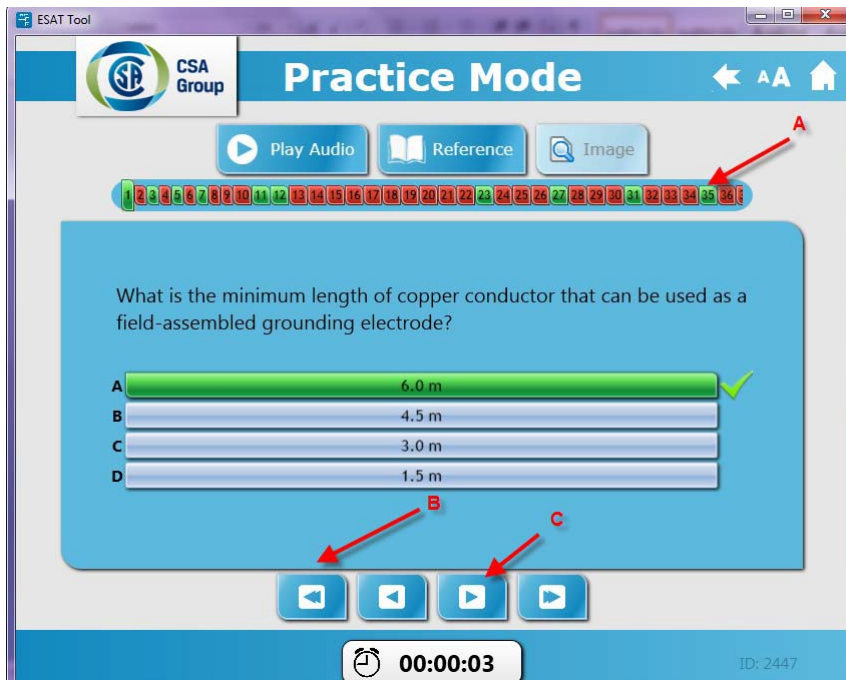 ESAT Tool
CSA
Group
Practice Mode
AA
A
Play Audio
Reference
Image
1 2 3 4 5 6 7 8 9 10 11 12 13 14 15 16 17 18 19 20 21 22 23 24 25 26 27 28 29 30 31 32 33 34 35 36
What is the minimum length of copper conductor that can be used as a
field-assembled grounding electrode?
A 6.0 m
B 4.5 m
C 3.0 m
D 1.5 m
B
C
00:00:03
ID: 2447